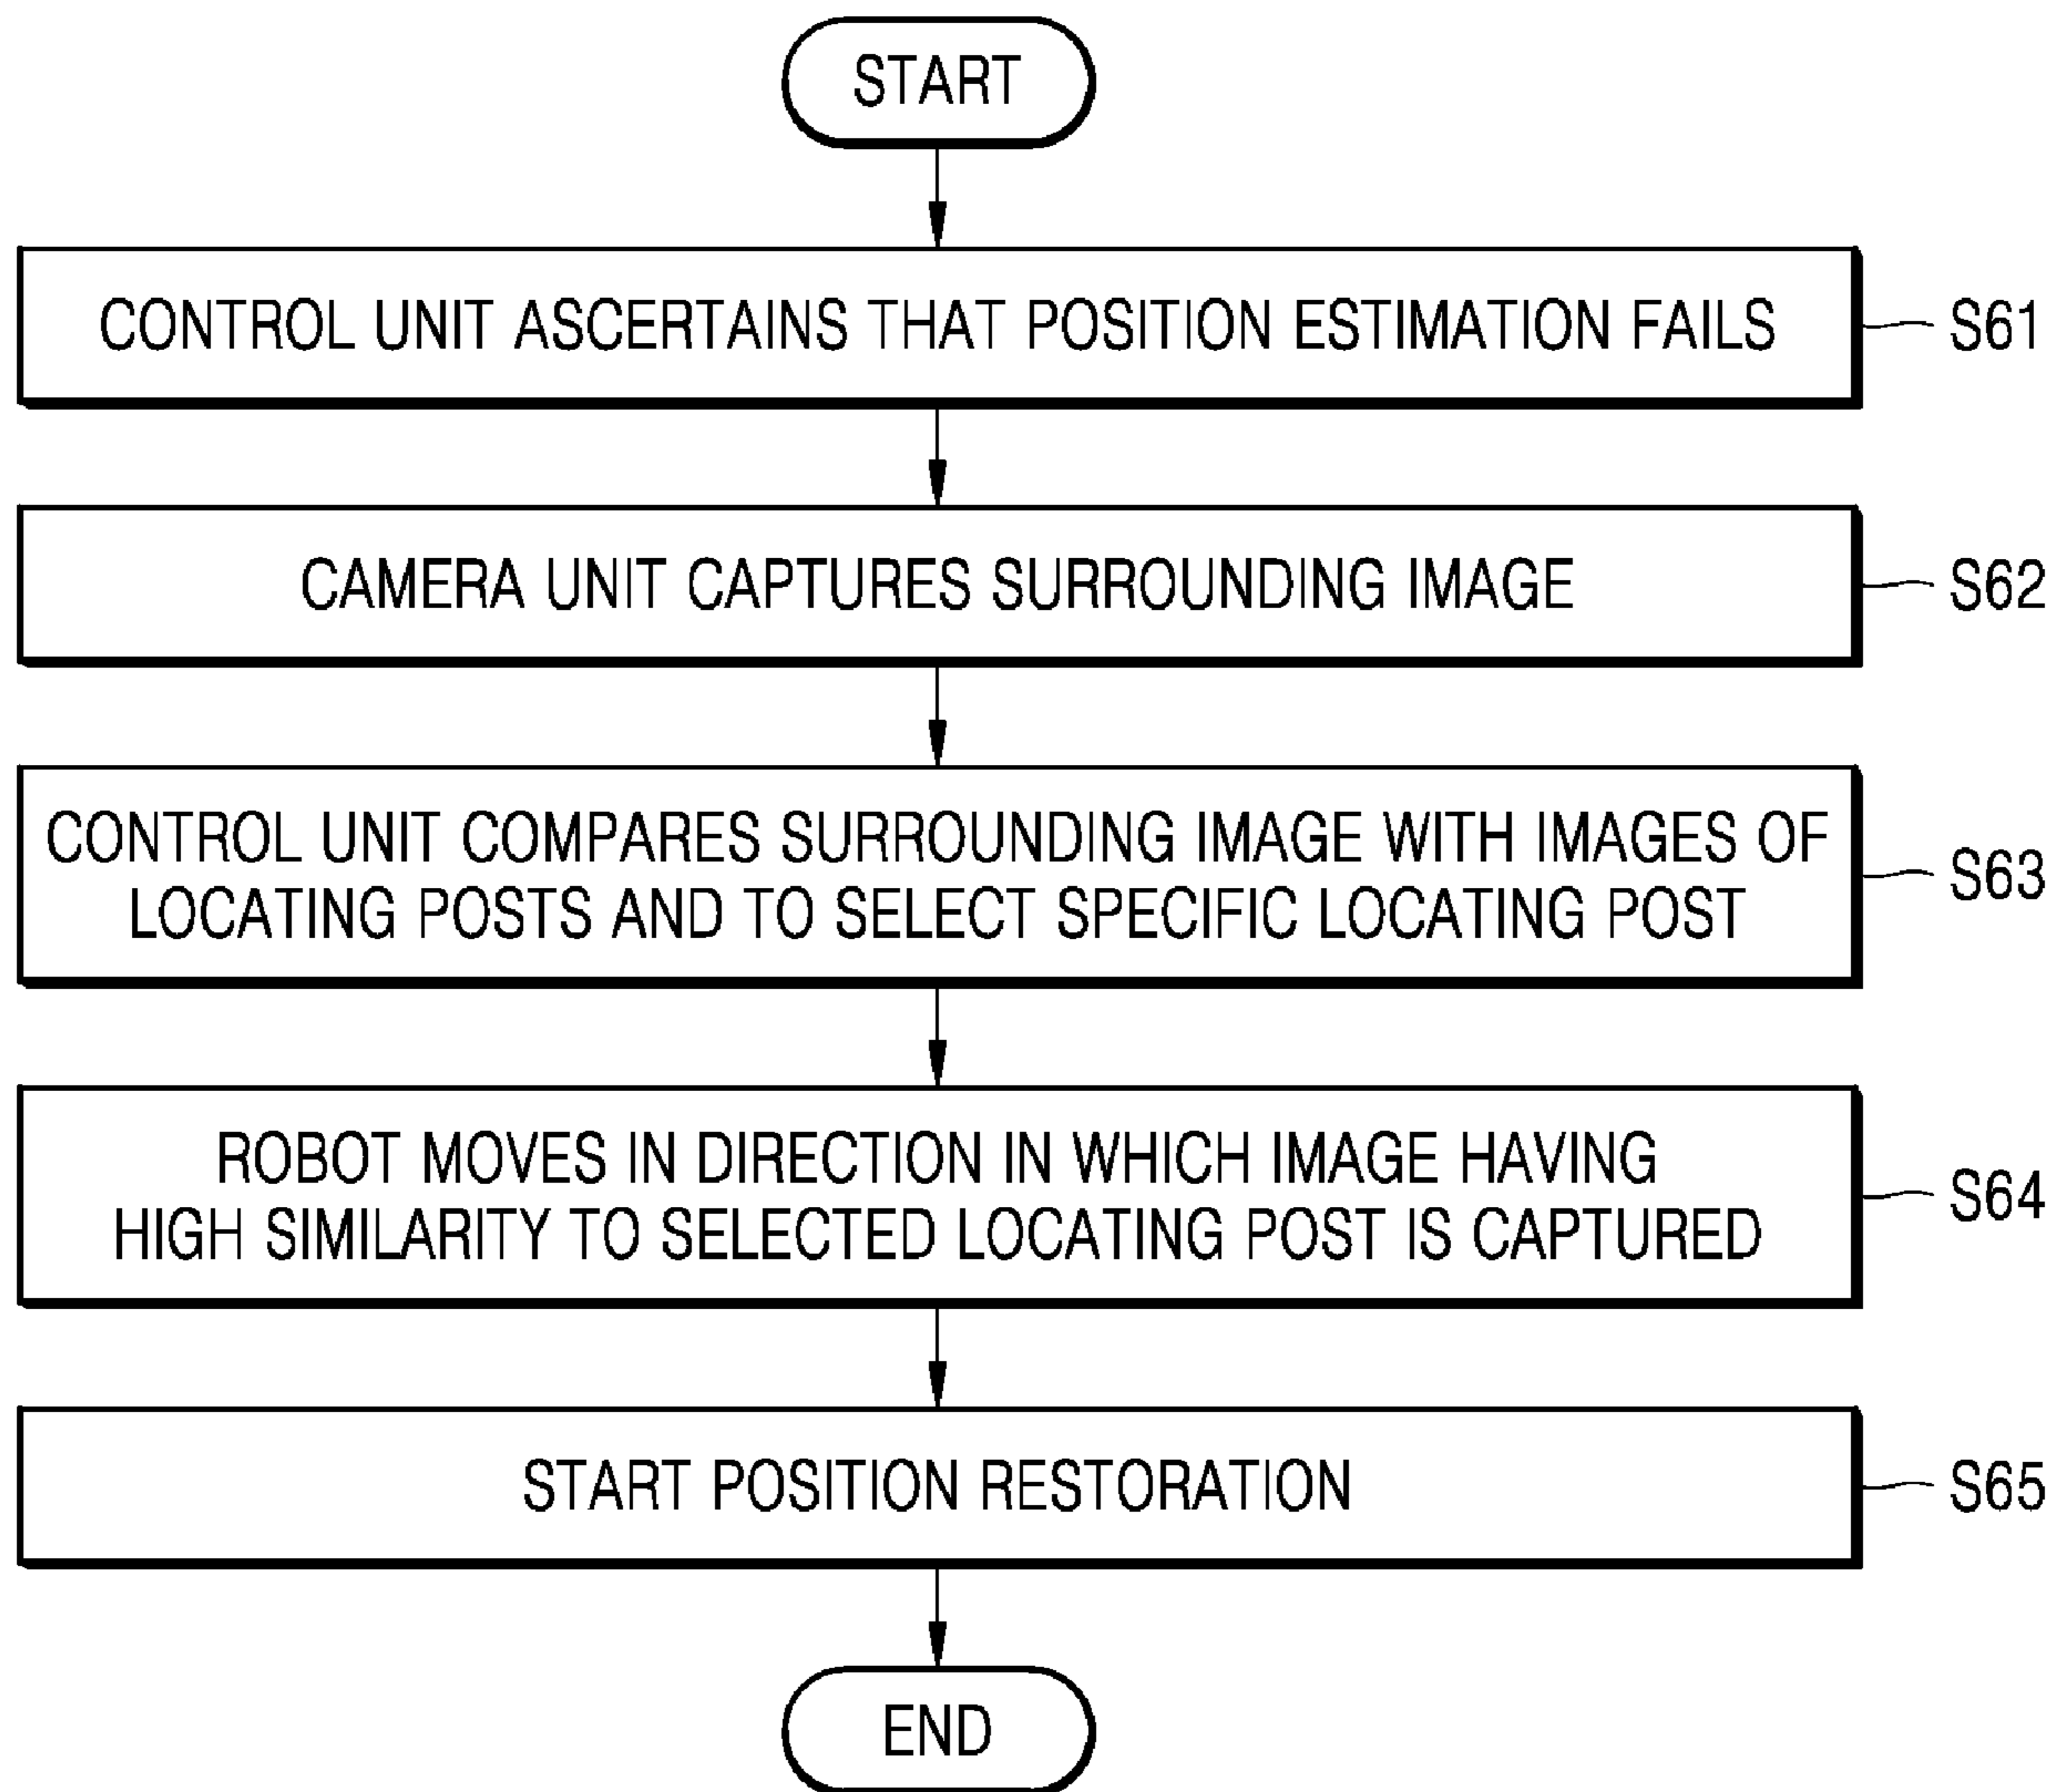 START
CONTROL UNIT ASCERTAINS THAT POSITION ESTIMATION FAILS
S61
CAMERA UNIT CAPTURES SURROUNDING IMAGE
S62
CONTROL UNIT COMPARES SURROUNDING IMAGE WITH IMAGES OF
LOCATING POSTS AND TO SELECT SPECIFIC LOCATING POST
S63
ROBOT MOVES IN DIRECTION IN WHICH IMAGE HAVING
HIGH SIMILARITY TO SELECTED LOCATING POST IS CAPTURED
S64
START POSITION RESTORATION
S65
END